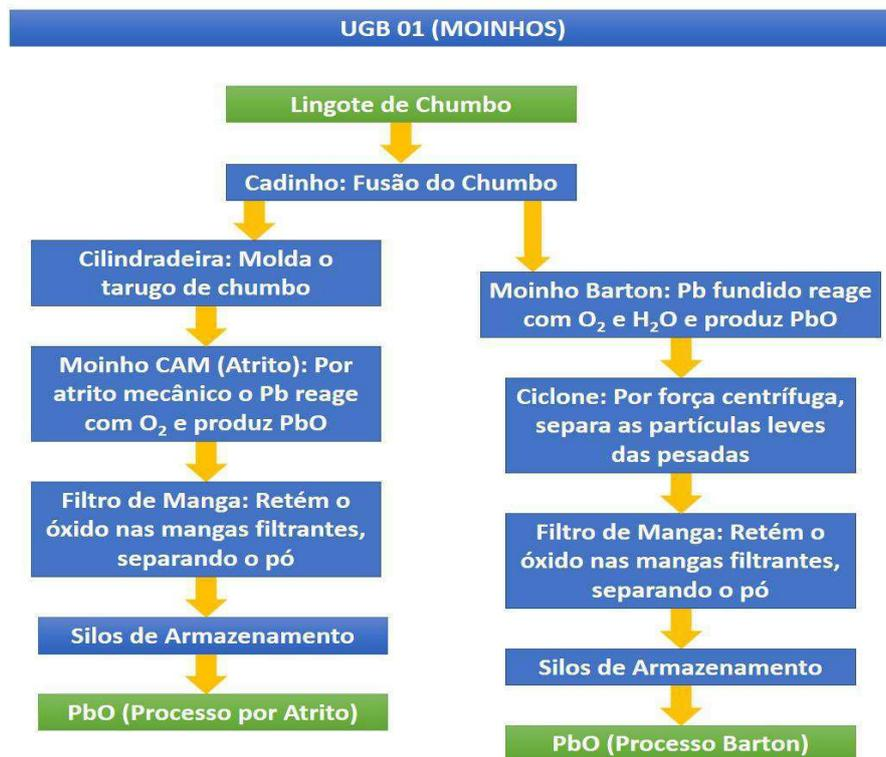 UGB 01 (MOINHOS)
Lingote de Chumbo
Cadinho: Fusão do Chumbo
Cilindradeira: Molda o
tarugo de chumbo
Moinho CAM (Atrito): Por
atrito mecânico o Pb reage
com O₂ e produz PbO
Filtro de Manga: Retém o
óxido nas mangas filtrantes,
separando o pó
Silos de Armazenamento
PbO (Processo por Atrito)
Moinho Barton: Pb fundido reage
com O₂ e H₂O e produz PbO
Ciclone: Por força centrífuga,
separa as partículas leves
das pesadas
Filtro de Manga: Retém o
óxido nas mangas filtrantes,
separando o pó
Silos de Armazenamento
PbO (Processo Barton)